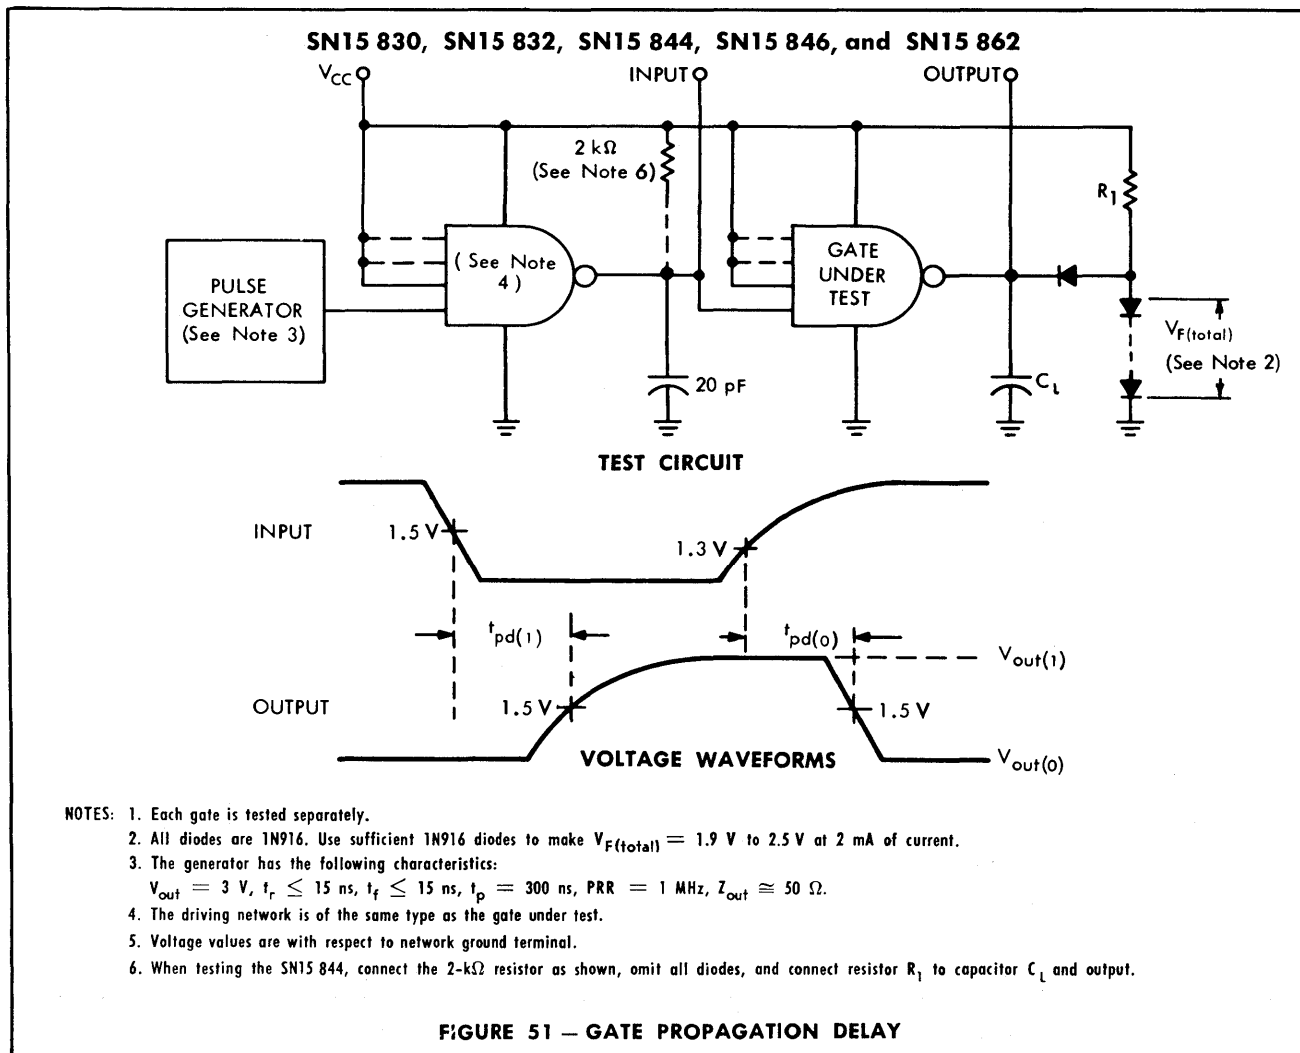 SN15 830, SN15 832, SN15 844, SN15 846, and SN15 862
VCC
INPUT
OUTPUT
2 kΩ
(See Note 6)
R1
PULSE
GENERATOR
(See Note 3)
( See Note
4 )
GATE
UNDER
TEST
VF(total)
(See Note 2)
20 pF
CL
TEST CIRCUIT
INPUT
1.5 V
1.3 V
tpd(1)
tpd(0)
Vout(1)
OUTPUT
1.5 V
1.5 V
VOLTAGE WAVEFORMS
Vout(0)
NOTES: 1. Each gate is tested separately.
2. All diodes are 1N916. Use sufficient 1N916 diodes to make VF(total) = 1.9 V to 2.5 V at 2 mA of current.
3. The generator has the following characteristics:
Vout = 3 V, tr ≤ 15 ns, tf ≤ 15 ns, tp = 300 ns, PRR = 1 MHz, Zout ≅ 50 Ω.
4. The driving network is of the same type as the gate under test.
5. Voltage values are with respect to network ground terminal.
6. When testing the SN15 844, connect the 2-kΩ resistor as shown, omit all diodes, and connect resistor R1 to capacitor CL and output.
FIGURE 51 — GATE PROPAGATION DELAY